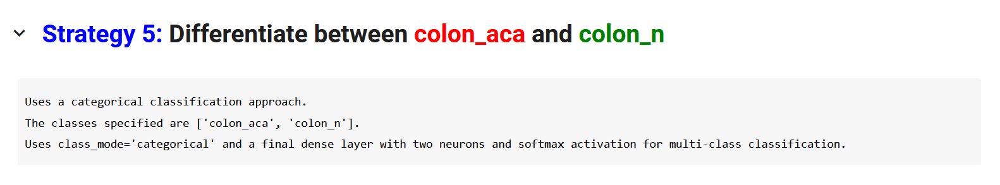 Strategy 5: Differentiate between colon_aca and colon_n
Uses a categorical classification approach.
The classes specified are ['colon_aca', 'colon_n'].
Uses class_mode='categorical' and a final dense layer with two neurons and softmax activation for multi-class classification.